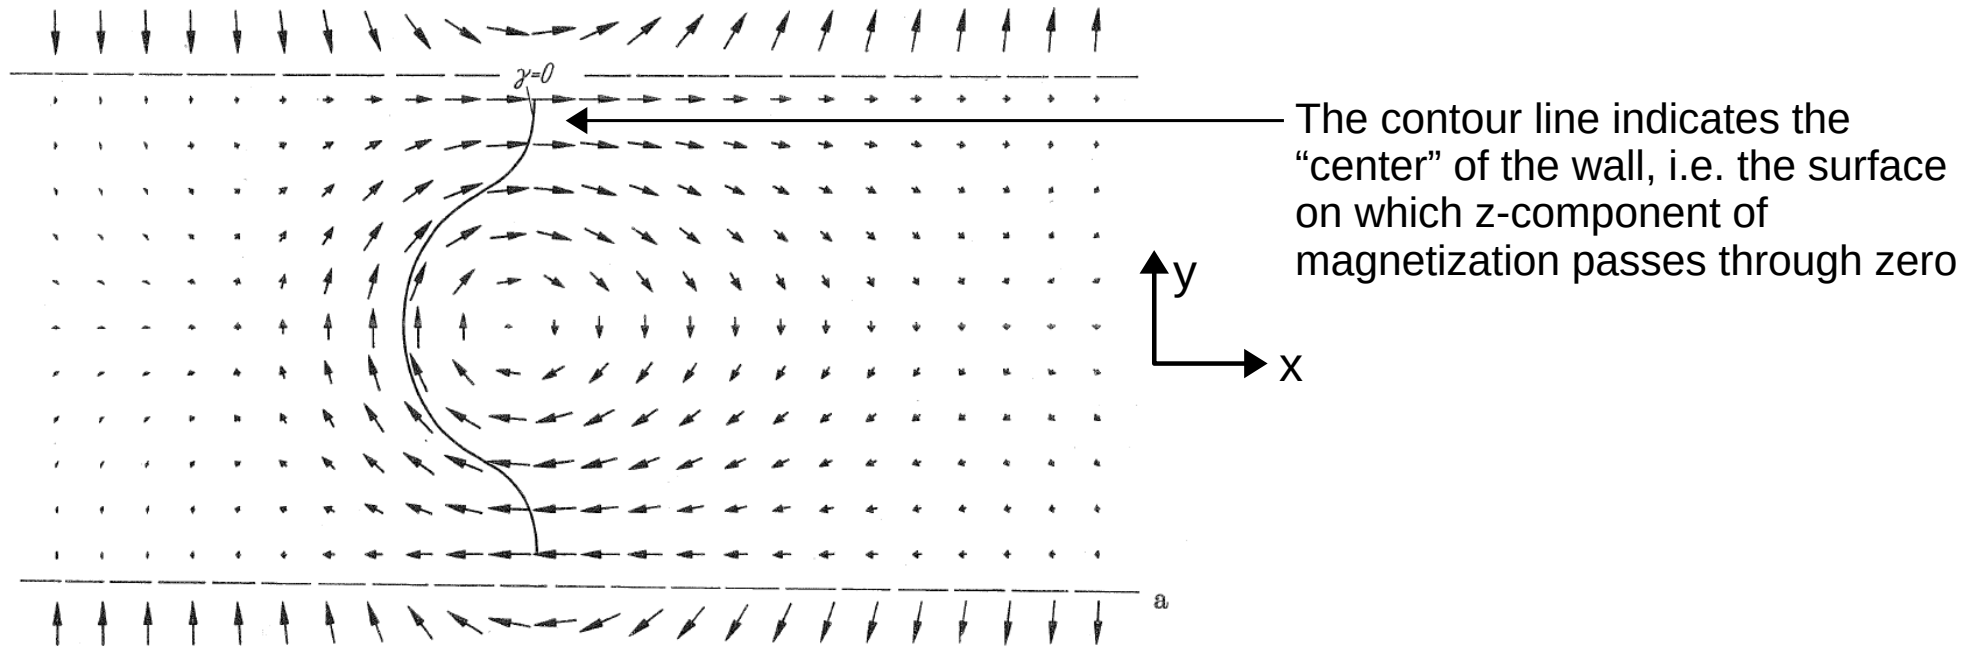 γ=0
The contour line indicates the
“center” of the wall, i.e. the surface
on which z-component of
magnetization passes through zero
y
x
a